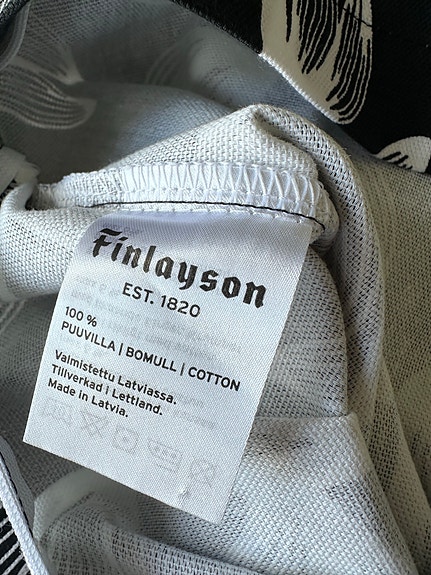 Finlayson
EST. 1820
100 %
PUUVILLA | BOMULL | COTTON
Valmistettu Latviassa.
Tillverkad i Lettland.
Made in Latvia.